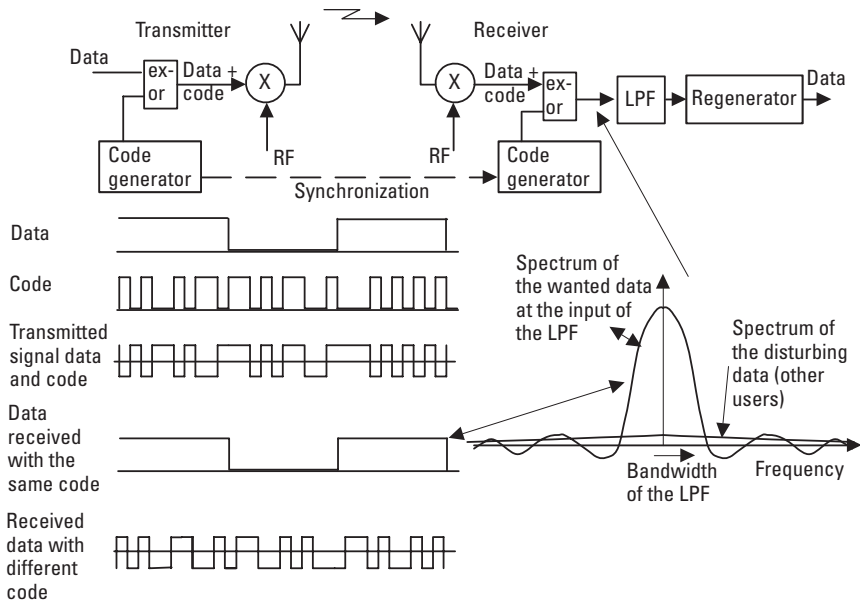 Transmitter
Receiver
Data
ex-
or
Data +
code
X
X
Data +
code
ex-
or
LPF
Regenerator
Data
RF
RF
Code
generator
Synchronization
Code
generator
Data
Code
Transmitted
signal data
and code
Data
received
with the
same code
Received
data with
different
code
Spectrum of
the wanted data
at the input of
the LPF
Spectrum of
the disturbing
data (other
users)
Bandwidth
of the LPF
Frequency